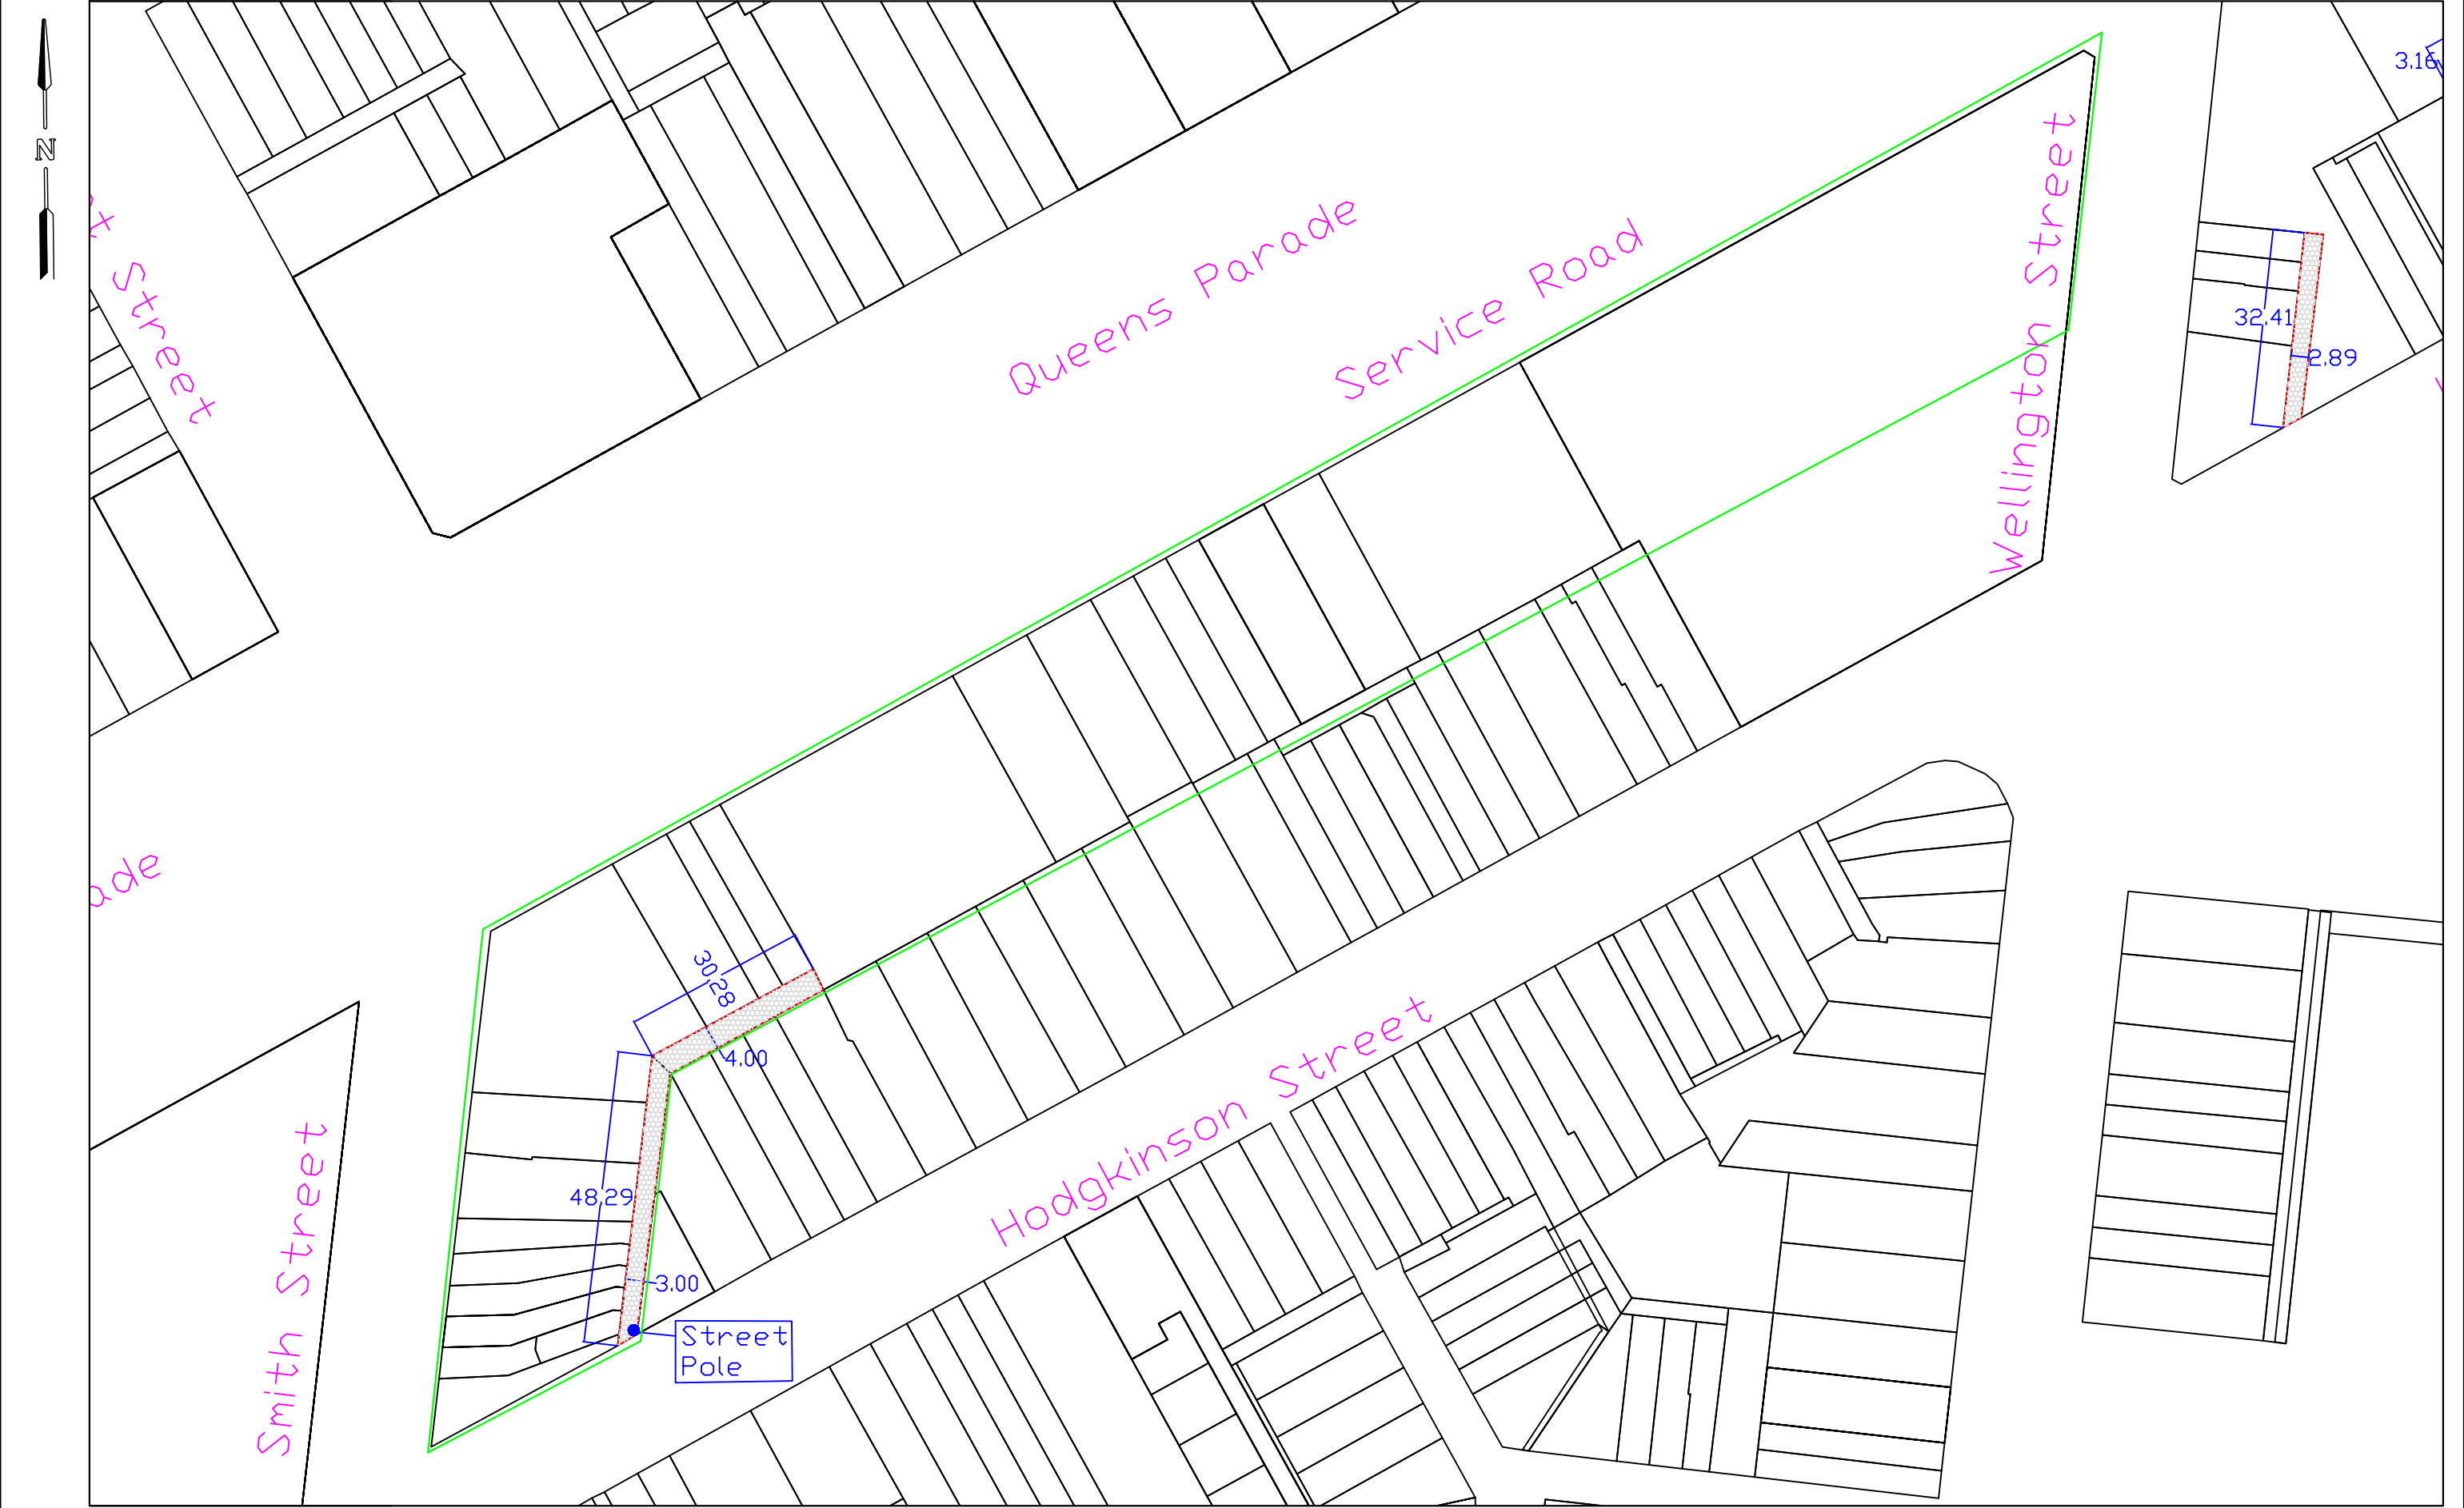 N
3.16
t Street
Queens Parade
Service Road
Wellington Street
32.41
2.89
ade
30.28
4.00
48.29
3.00
Street
Pole
Hodgkinson Street
Smith Street